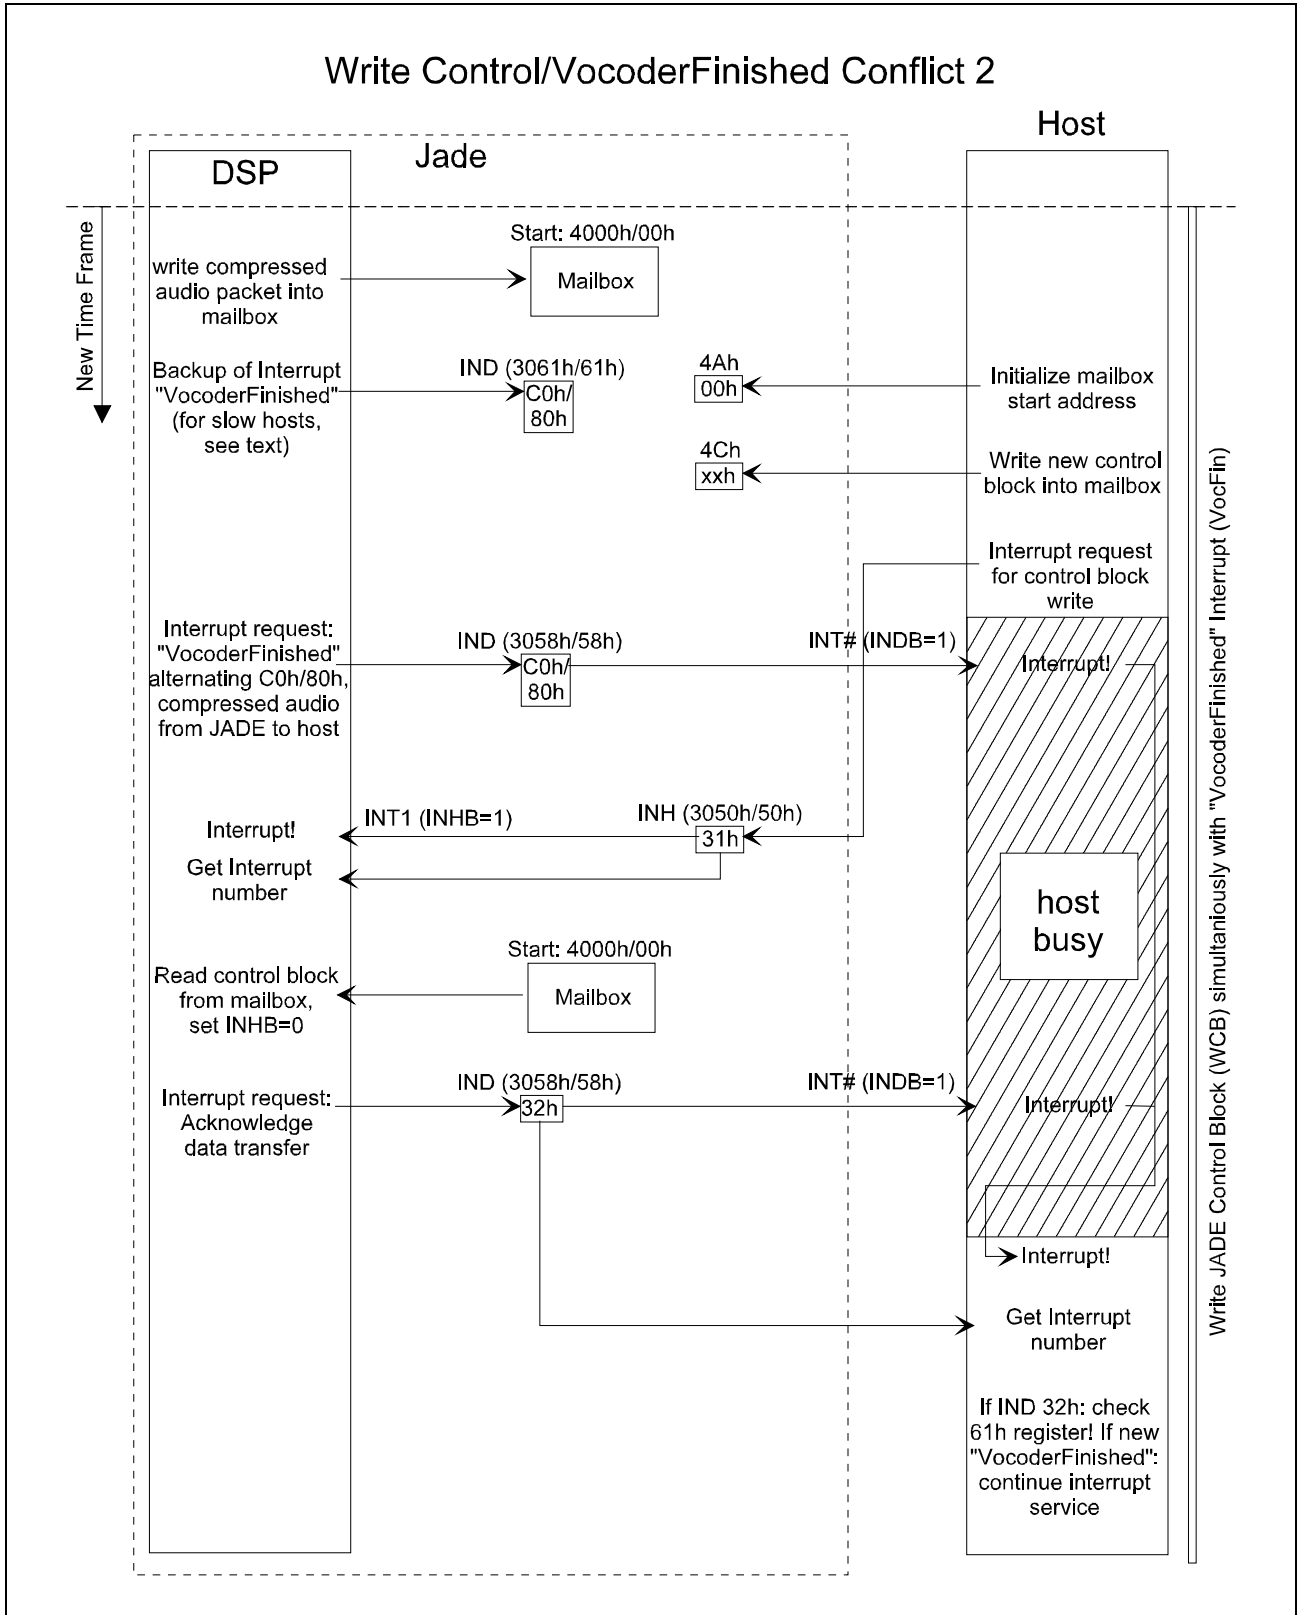 Write Control/VocoderFinished Conflict 2
Host
Jade
DSP
New Time Frame
Start: 4000h/00h
write compressed
audio packet into
mailbox
Mailbox
Backup of Interrupt
"VocoderFinished"
(for slow hosts,
see text)
IND (3061h/61h)
C0h/
80h
4Ah
00h
Initialize mailbox
start address
4Ch
xxh
Write new control
block into mailbox
Interrupt request
for control block
write
Interrupt request:
"VocoderFinished"
alternating C0h/80h,
compressed audio
from JADE to host
IND (3058h/58h)
C0h/
80h
INT# (INDB=1)
Interrupt!
Interrupt!
INT1 (INHB=1)
INH (3050h/50h)
31h
Get Interrupt
number
host
busy
Start: 4000h/00h
Read control block
from mailbox,
set INHB=0
Mailbox
Interrupt request:
Acknowledge
data transfer
IND (3058h/58h)
32h
INT# (INDB=1)
Interrupt!
Interrupt!
Get Interrupt
number
If IND 32h: check
61h register! If new
"VocoderFinished":
continue interrupt
service
Write JADE Control Block (WCB) simultaniously with "VocoderFinished" Interrupt (VocFin)